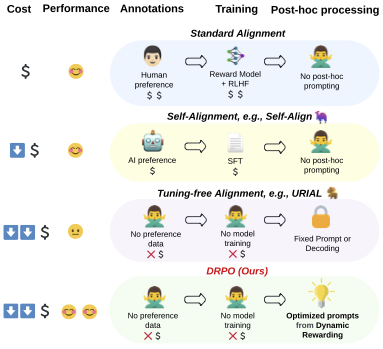 Cost Performance Annotations Training Post-hoc processing
Standard Alignment
$
Human preference
$ $
Reward Model + RLHF
$ $
No post-hoc prompting
Self-Alignment, e.g., Self-Align
$
AI preference
$
SFT
$
No post-hoc prompting
Tuning-free Alignment, e.g., URIAL
$
No preference data
$
No model training
$
Fixed Prompt or Decoding
DRPO (Ours)
$
No preference data
$
No model training
$
Optimized prompts from Dynamic Rewarding